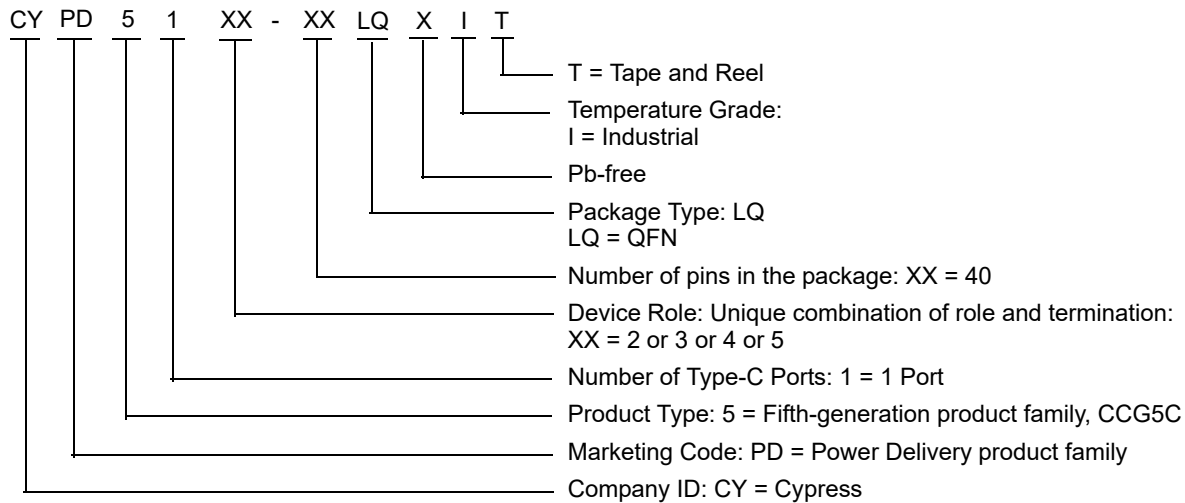 CY PD 5 1 XX - XX LQ X I T
T = Tape and Reel
Temperature Grade:
I = Industrial
Pb-free
Package Type: LQ
LQ = QFN
Number of pins in the package: XX = 40
Device Role: Unique combination of role and termination:
XX = 2 or 3 or 4 or 5
Number of Type-C Ports: 1 = 1 Port
Product Type: 5 = Fifth-generation product family, CCG5C
Marketing Code: PD = Power Delivery product family
Company ID: CY = Cypress